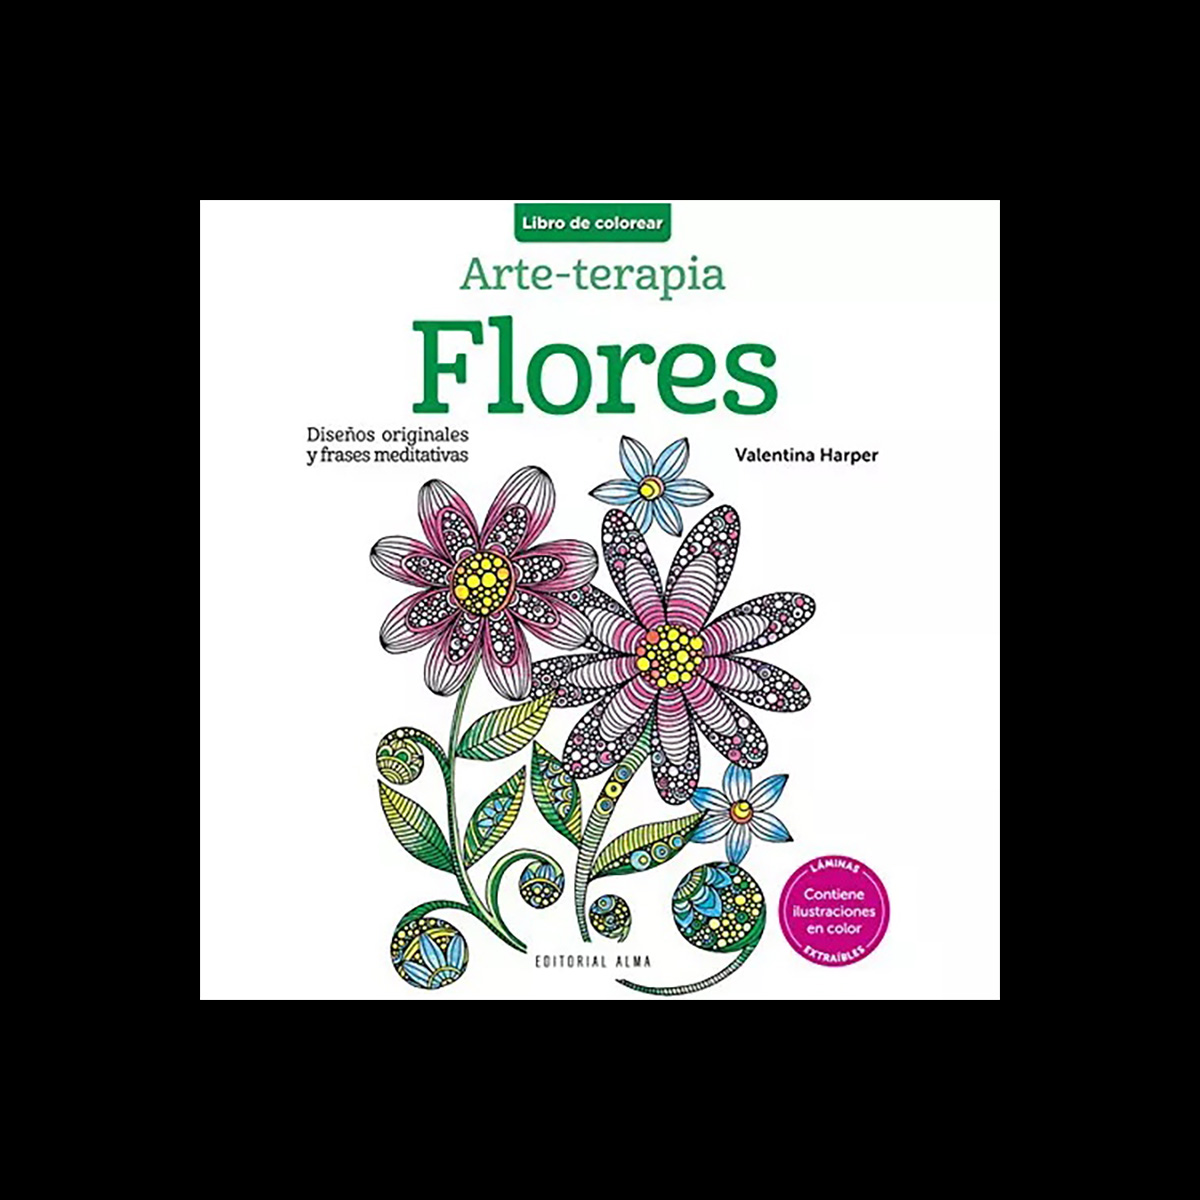 Libro de colorear
Arte-terapia
Flores
Diseños originales
y frases meditativas
Valentina Harper
LÁMINAS
Contiene
ilustraciones
en color
EXTRAÍBLES
EDITORIAL ALMA